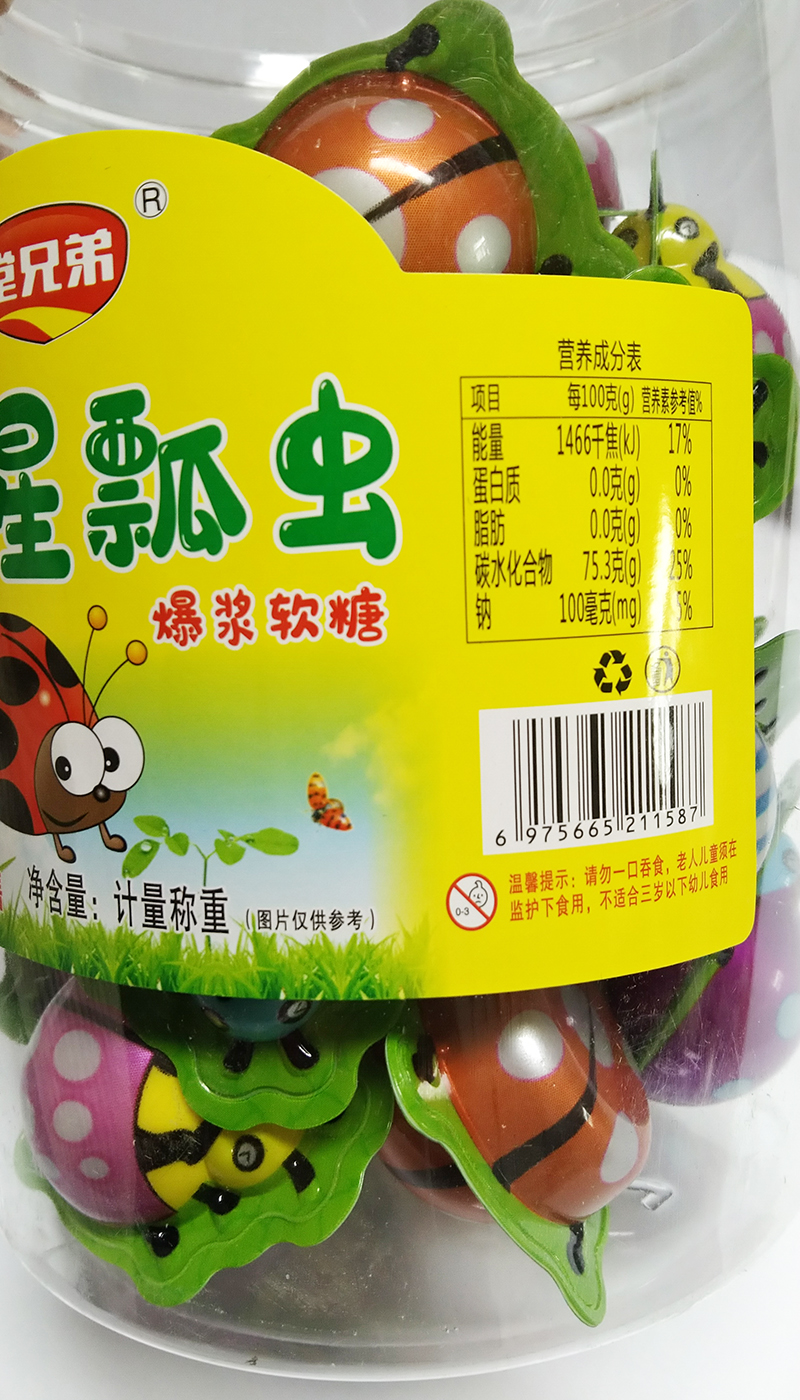 ®
堂兄弟
星瓢虫
爆浆软糖
净含量：计量称重（图片仅供参考）
营养成分表
项目 每100克(g) 营养素参考值%
能量 1466千焦(kJ) 17%
蛋白质 0.0克(g) 0%
脂肪 0.0克(g) 0%
碳水化合物 75.3克(g) 25%
钠 100毫克(mg) 5%
6 975665 211587
0-3
温馨提示：请勿一口吞食，老人儿童须在
监护下食用，不适合三岁以下幼儿食用